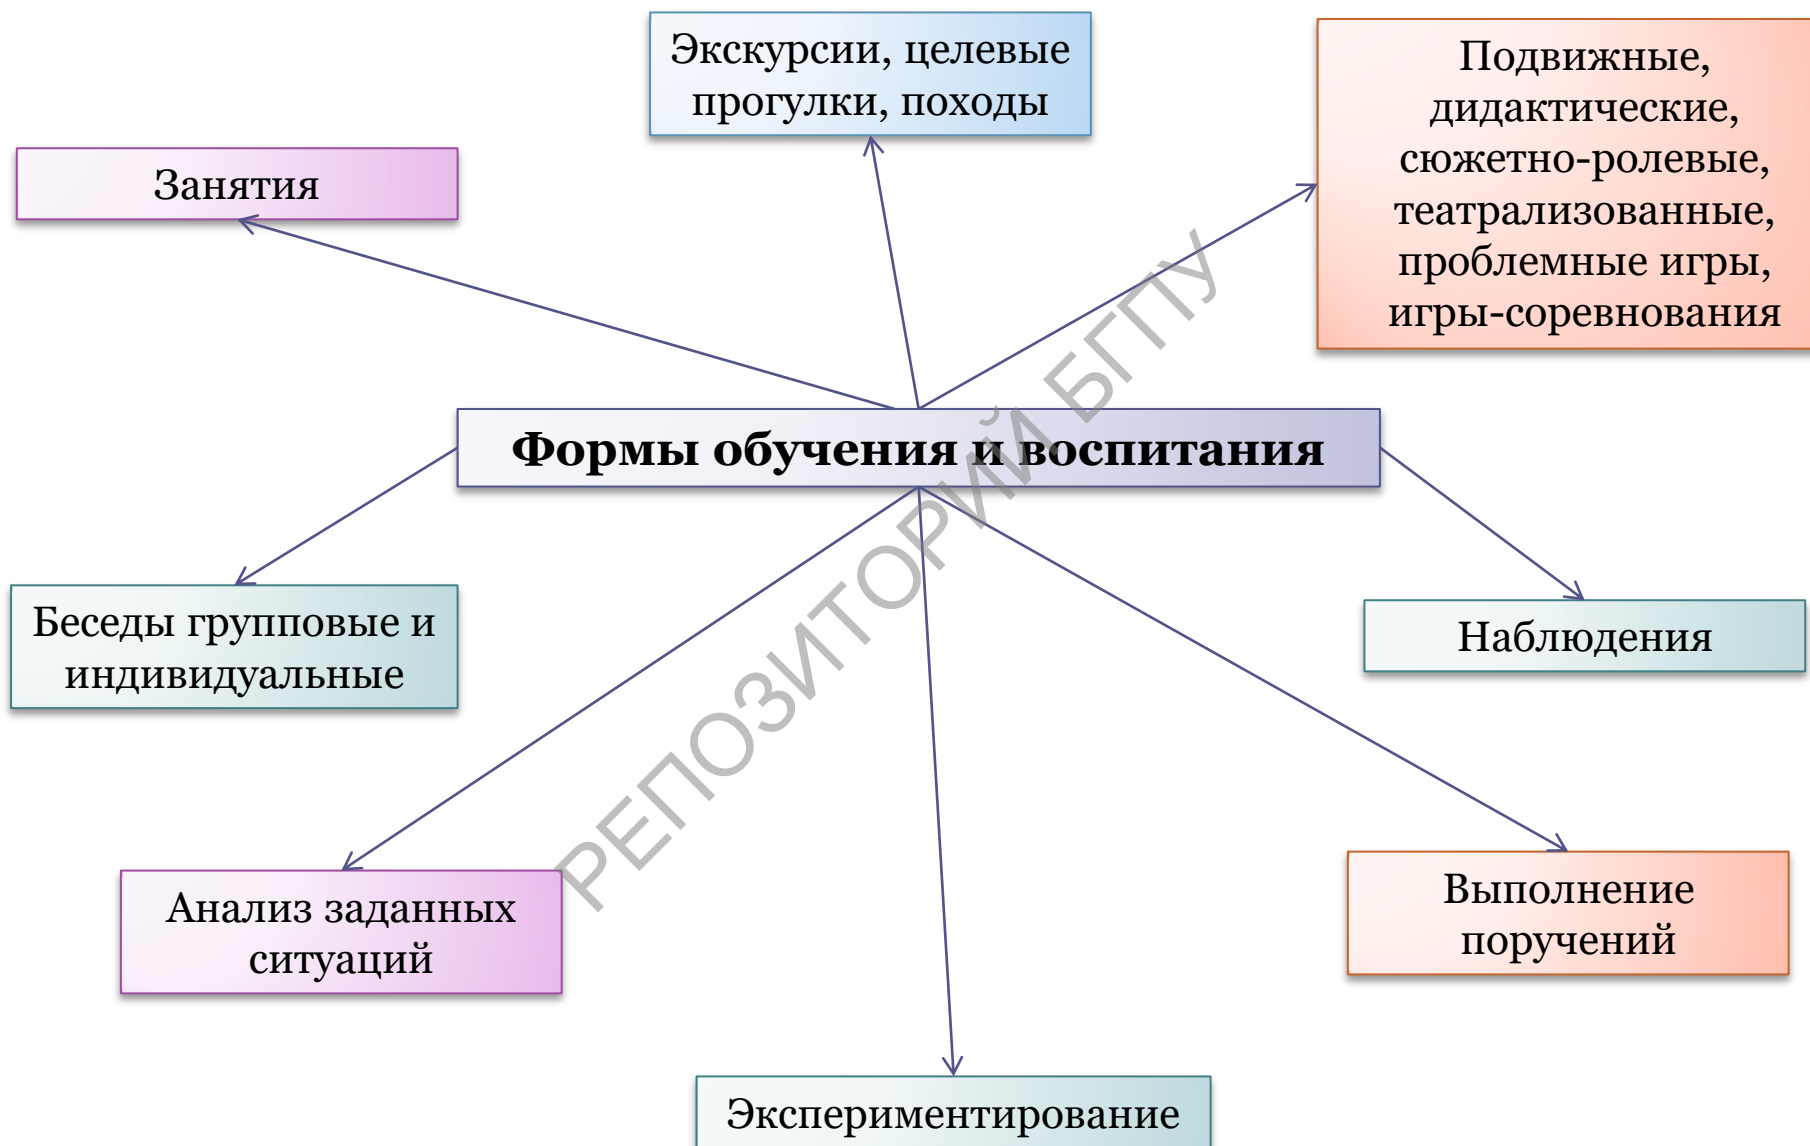 Экскурсии, целевые
прогулки, походы
Подвижные,
дидактические,
сюжетно-ролевые,
театрализованные,
проблемные игры,
игры-соревнования
Занятия
Формы обучения и воспитания
Беседы групповые и
индивидуальные
Наблюдения
Анализ заданных
ситуаций
Выполнение
поручений
Экспериментирование
РЕПОЗИТОРИЙ БГПУ